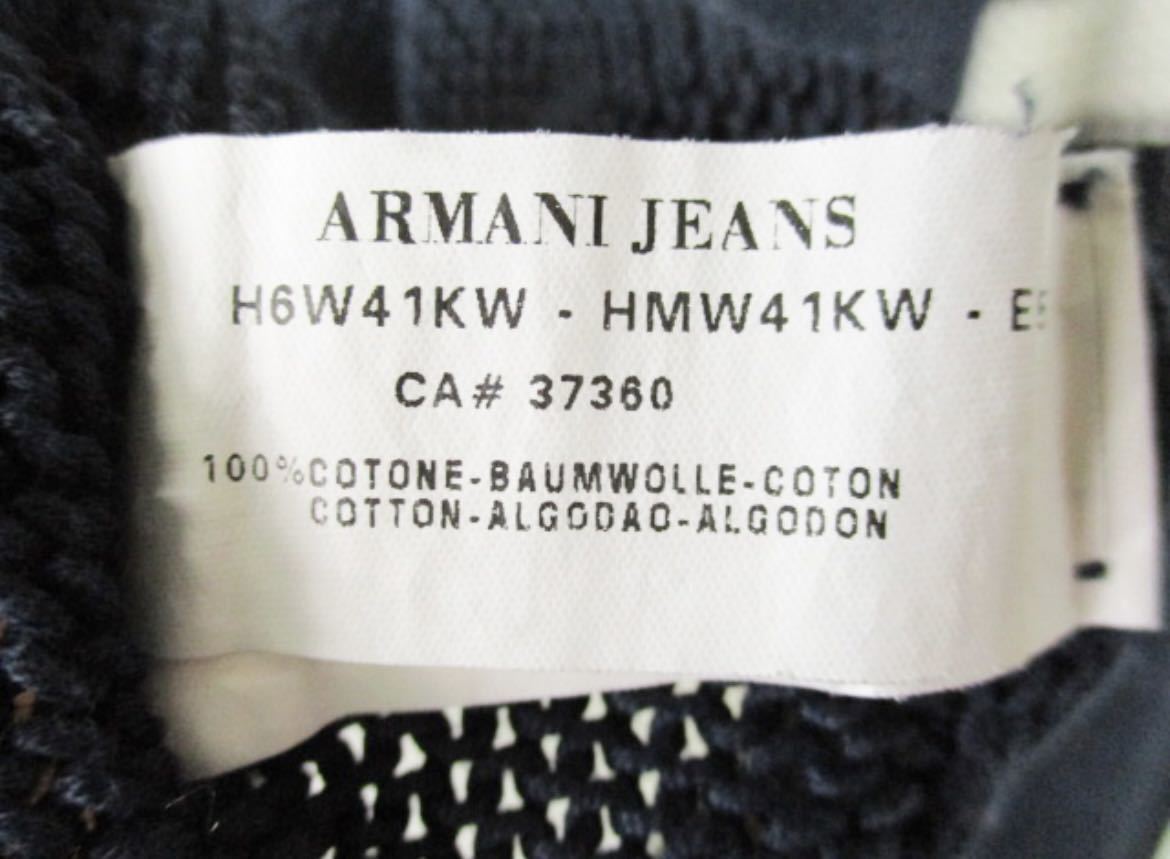 ARMANI JEANS
H6W41KW - HMW41KW -
CA# 37360
100%COTONE-BAUMWOLLE-COTON
COTTON-ALGODAO-ALGODON